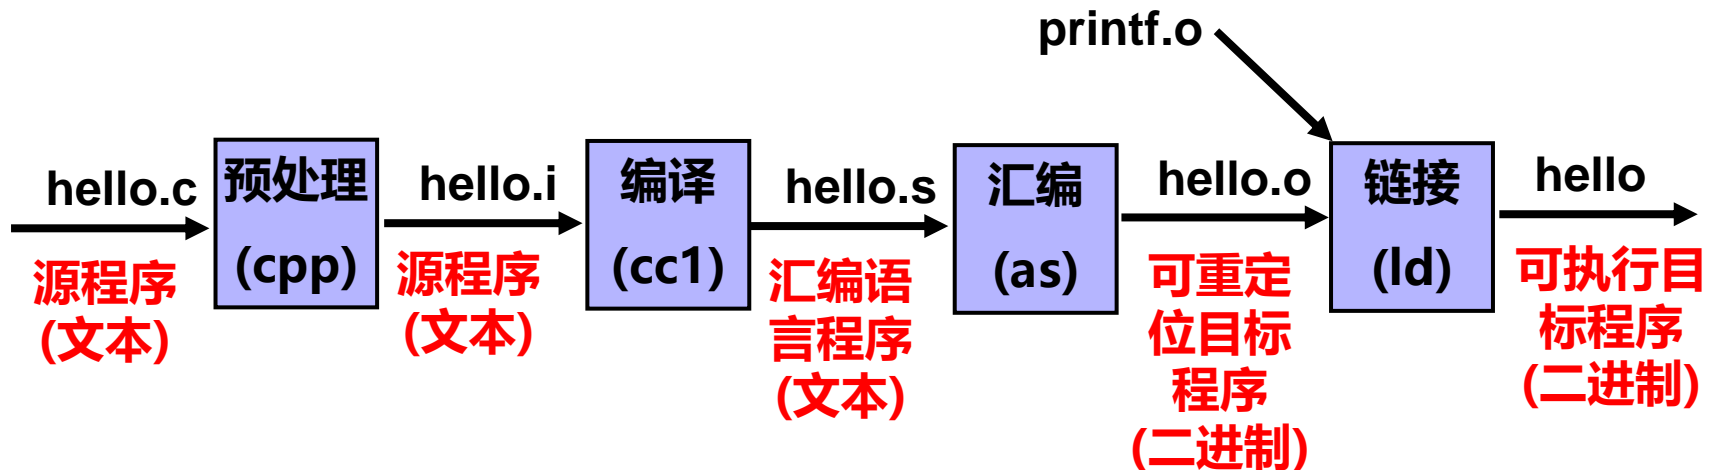 printf.o
hello.c
预处理
(cpp)
hello.i
编译
(cc1)
hello.s
汇编
(as)
hello.o
链接
(ld)
hello
源程序
(文本)
源程序
(文本)
汇编语
言程序
(文本)
可重定
位目标
程序
(二进制)
可执行目
标程序
(二进制)